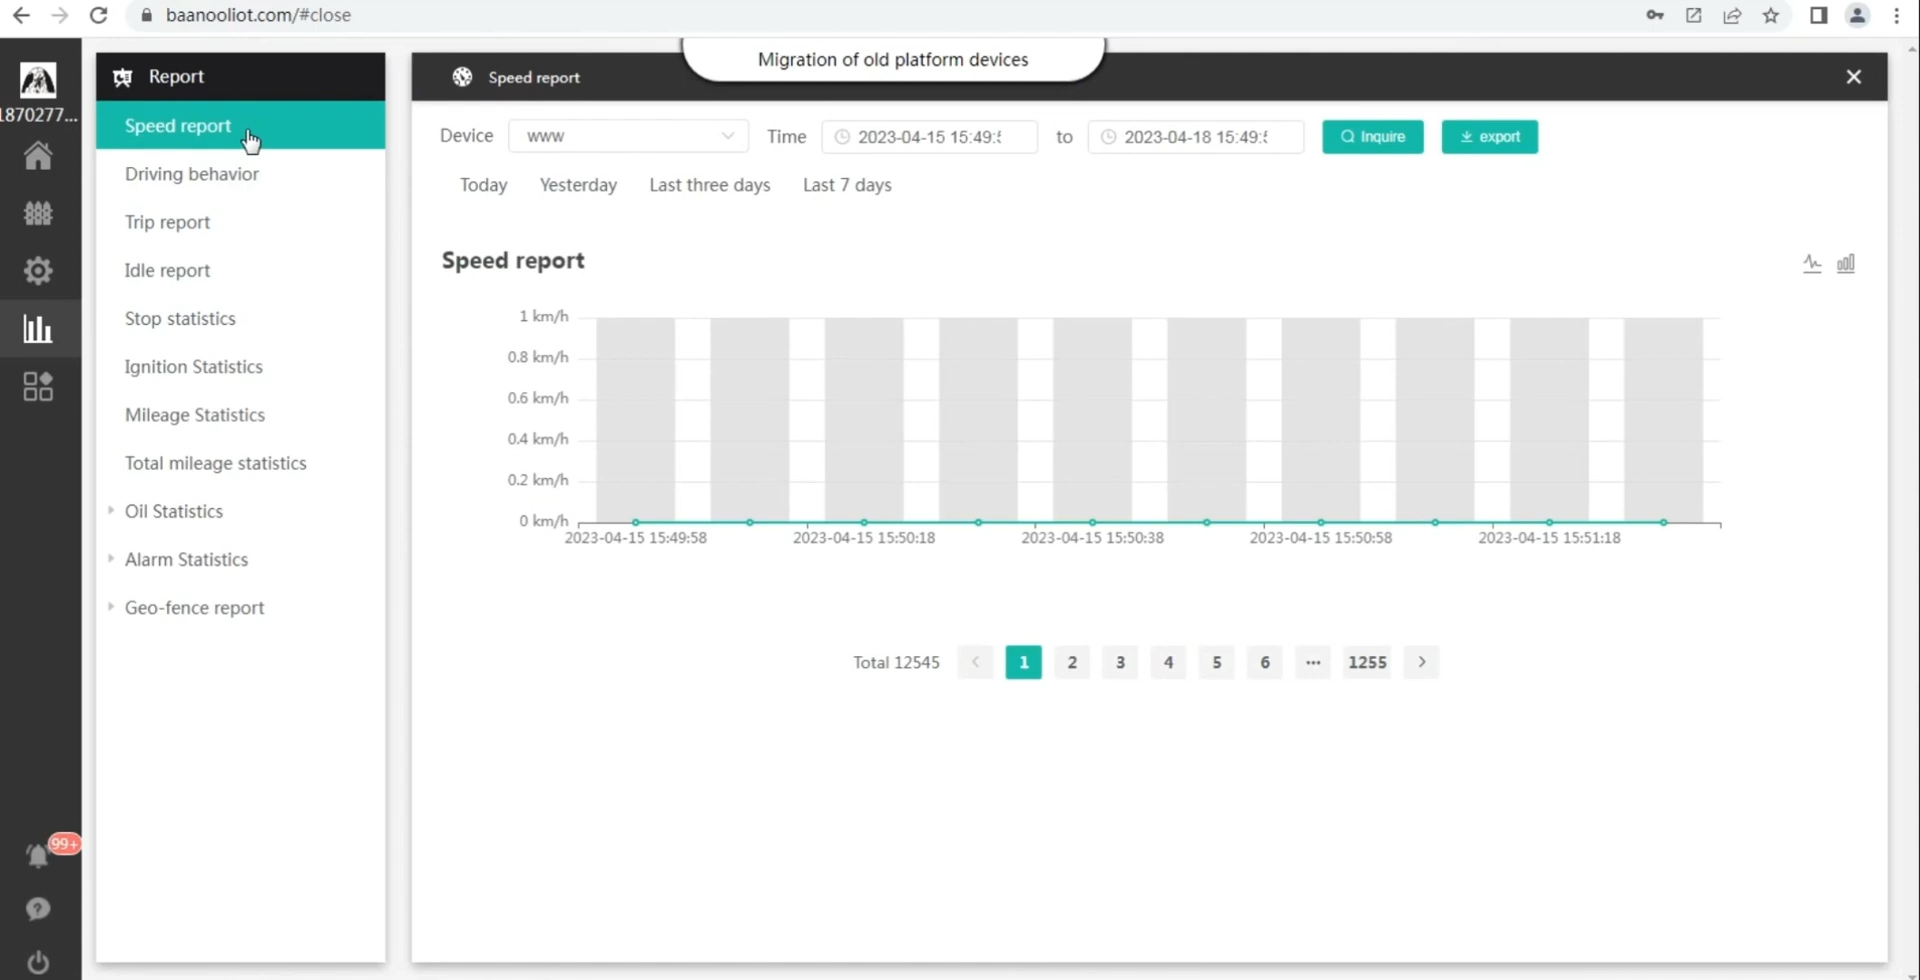 baanooliot.com/#close
Migration of old platform devices
1870277...
Report
Speed report
Driving behavior
Trip report
Idle report
Stop statistics
Ignition Statistics
Mileage Statistics
Total mileage statistics
Oil Statistics
Alarm Statistics
Geo-fence report
99+
Speed report
Device www Time 2023-04-15 15:49:5 to 2023-04-18 15:49:5 Inquire export
Today Yesterday Last three days Last 7 days
Speed report
1 km/h
0.8 km/h
0.6 km/h
0.4 km/h
0.2 km/h
0 km/h
2023-04-15 15:49:58 2023-04-15 15:50:18 2023-04-15 15:50:38 2023-04-15 15:50:58 2023-04-15 15:51:18
Total 12545 1 2 3 4 5 6 ... 1255